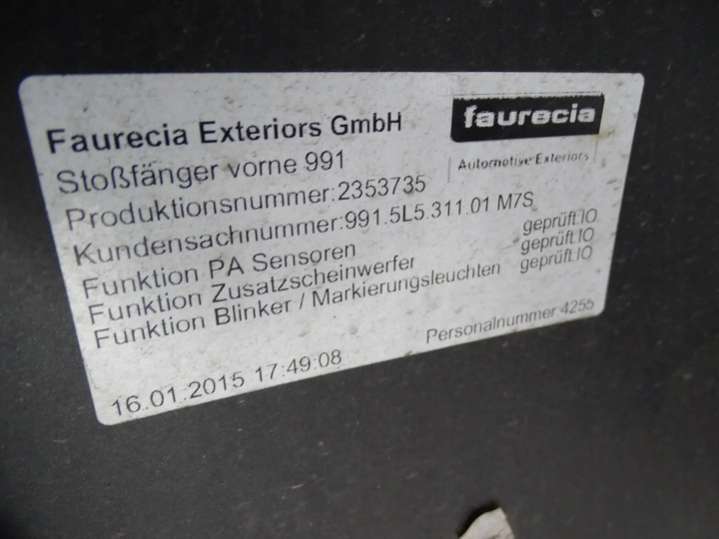 faurecia
Faurecia Exteriors GmbH
Automotive Exteriors
Stoßfänger vorne 991
Produktionsnummer:2353735
Kundensachnummer:991.5L5.311.01 M7S
Funktion PA Sensoren geprüft:IO
Funktion Zusatzscheinwerfer geprüft:IO
Funktion Blinker / Markierungsleuchten geprüft:IO
16.01.2015 17:49:08 Personalnummer 4255